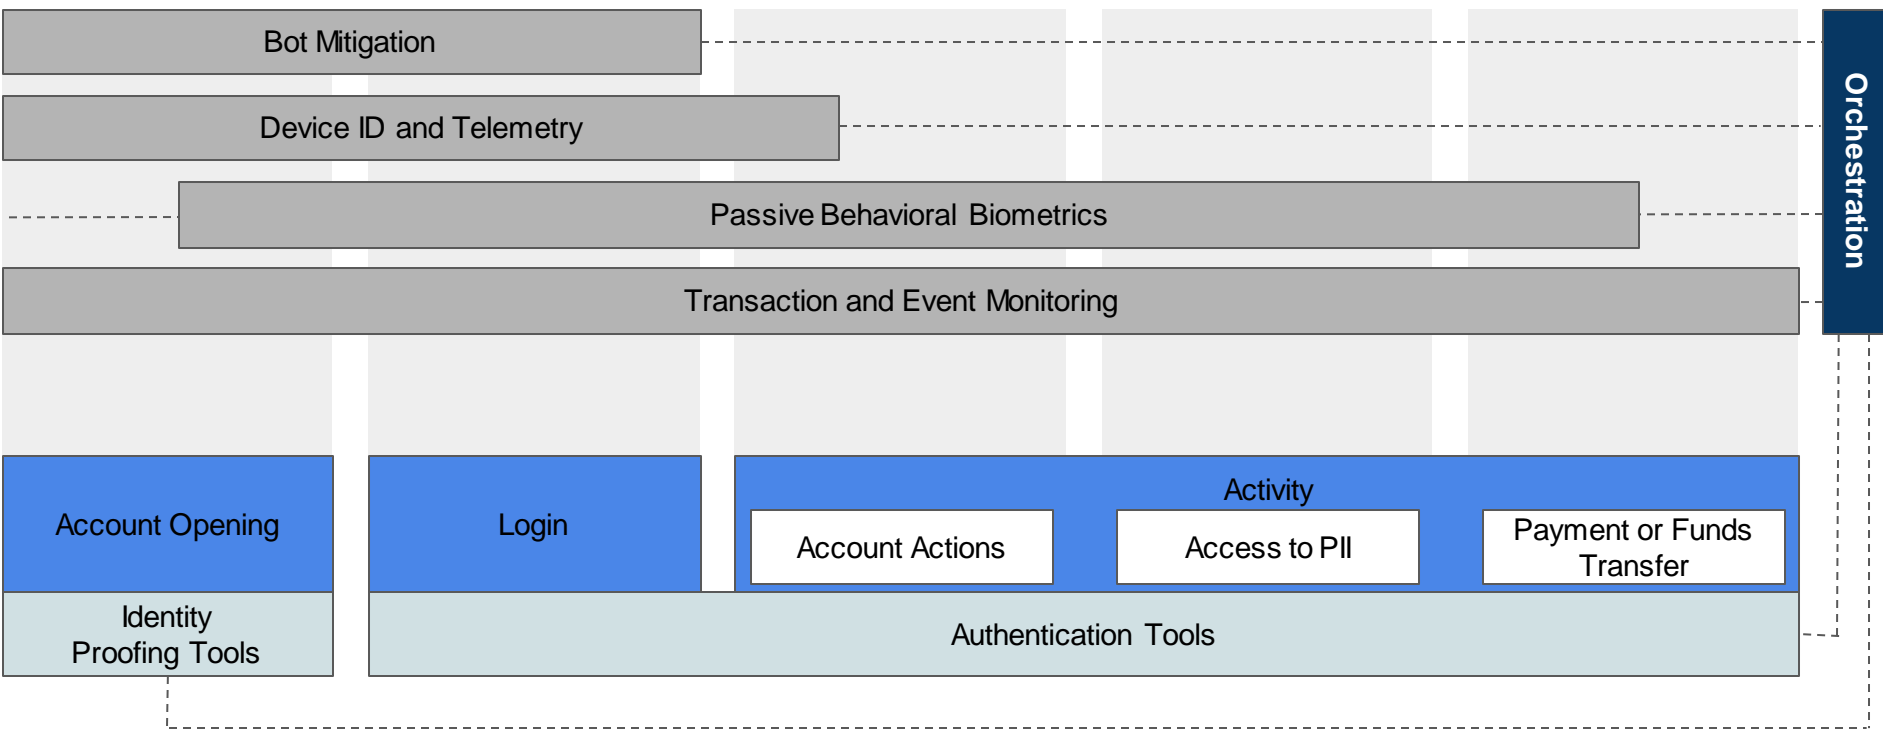 Bot Mitigation
Device ID and Telemetry
Passive Behavioral Biometrics
Transaction and Event Monitoring
Orchestration
Account Opening
Login
Activity
Account Actions
Access to PII
Payment or Funds
Transfer
Identity
Proofing Tools
Authentication Tools